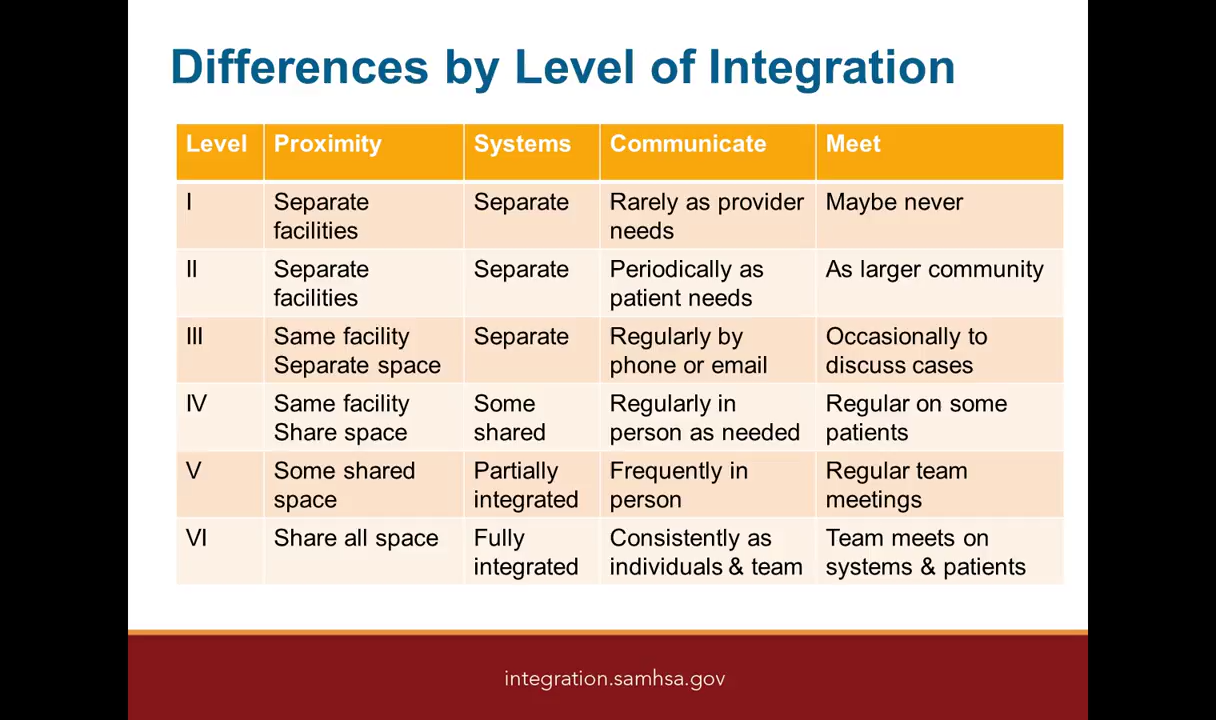 Differences by Level of Integration
Level Proximity Systems Communicate Meet
I Separate Separate Rarely as provider Maybe never
facilities needs
II Separate Separate Periodically as As larger community
facilities patient needs
III Same facility Separate Regularly by Occasionally to
Separate space phone or email discuss cases
IV Same facility Some Regularly in Regular on some
Share space shared person as needed patients
V Some shared Partially Frequently in Regular team
space integrated person meetings
VI Share all space Fully Consistently as Team meets on
integrated individuals & team systems & patients
integration.samhsa.gov